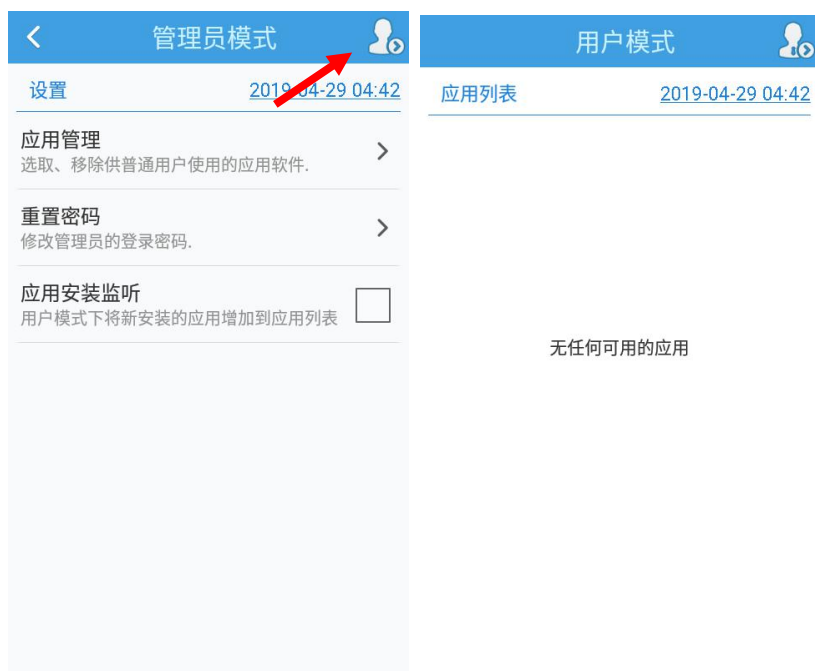 管理员模式
设置
2019-04-29 04:42
应用管理
选取、移除供普通用户使用的应用软件.
重置密码
修改管理员的登录密码.
应用安装监听
用户模式下将新安装的应用增加到应用列表
用户模式
应用列表
2019-04-29 04:42
无任何可用的应用